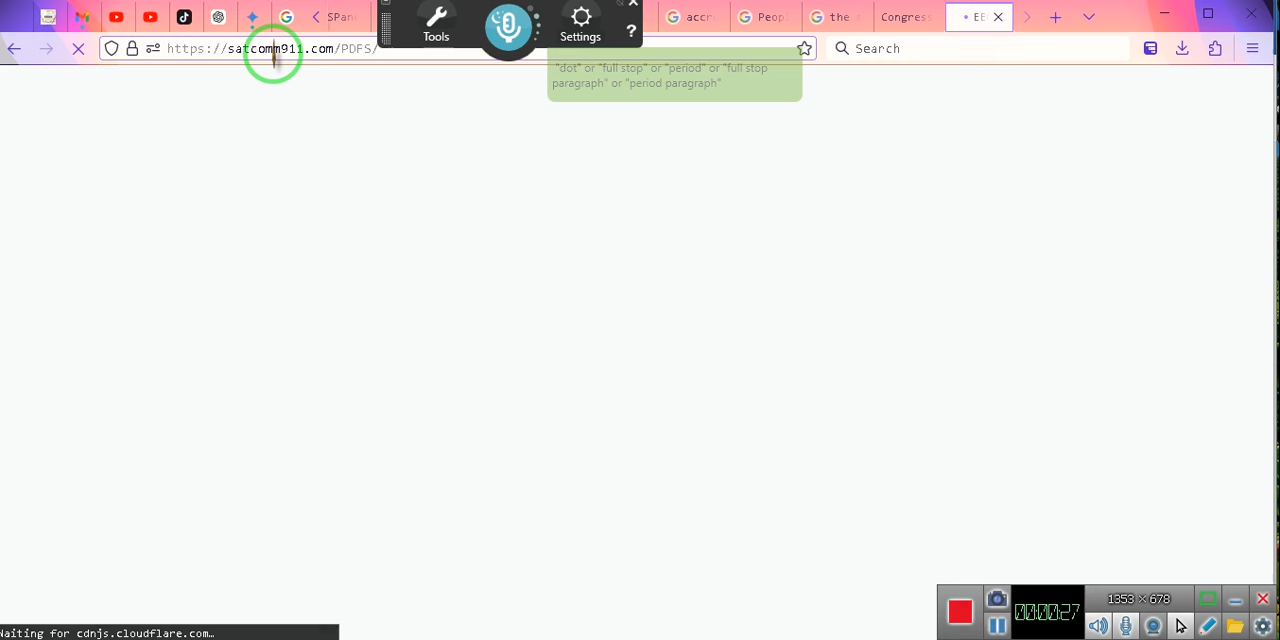 SPan
accr
Peop
the r
Congress
EE
Tools
Settings
?
https://satcomm911.com/PDFS/
Search
"dot" or "full stop" or "period" or "full stop
paragraph" or "period paragraph"
00:00:27
1353 × 678
Waiting for cdnjs.cloudflare.com…